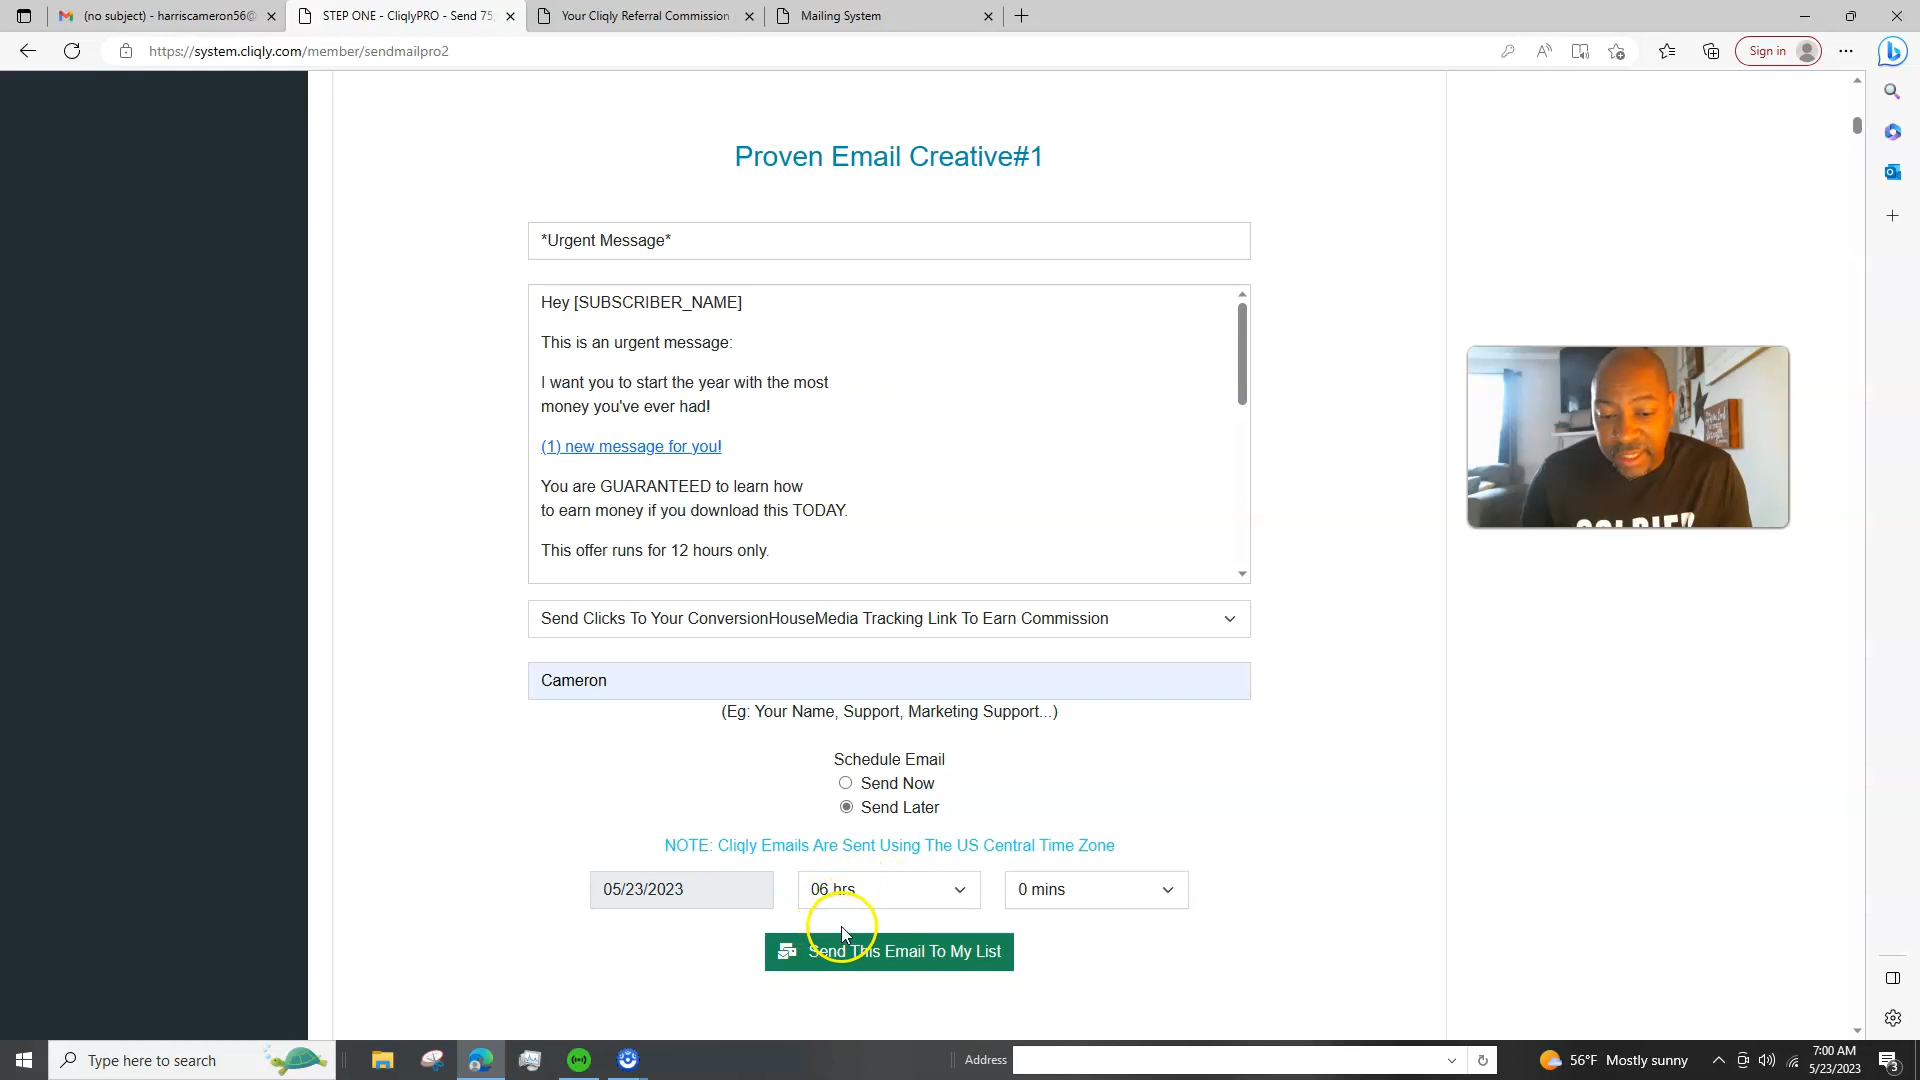 (no subject) - harriscameron56@
STEP ONE - CliqlyPRO - Send 75
Your Cliqly Referral Commission
Mailing System
https://system.cliqly.com/member/sendmailpro2
Sign in
Proven Email Creative#1
*Urgent Message*
Hey [SUBSCRIBER_NAME]
This is an urgent message:
I want you to start the year with the most
money you've ever had!
(1) new message for you!
You are GUARANTEED to learn how
to earn money if you download this TODAY.
This offer runs for 12 hours only.
Send Clicks To Your ConversionHouseMedia Tracking Link To Earn Commission
Cameron
(Eg: Your Name, Support, Marketing Support...)
Schedule Email
Send Now
Send Later
NOTE: Cliqly Emails Are Sent Using The US Central Time Zone
05/23/2023
06 hrs
0 mins
Send This Email To My List
Type here to search
Address
56°F Mostly sunny
7:00 AM
5/23/2023
3